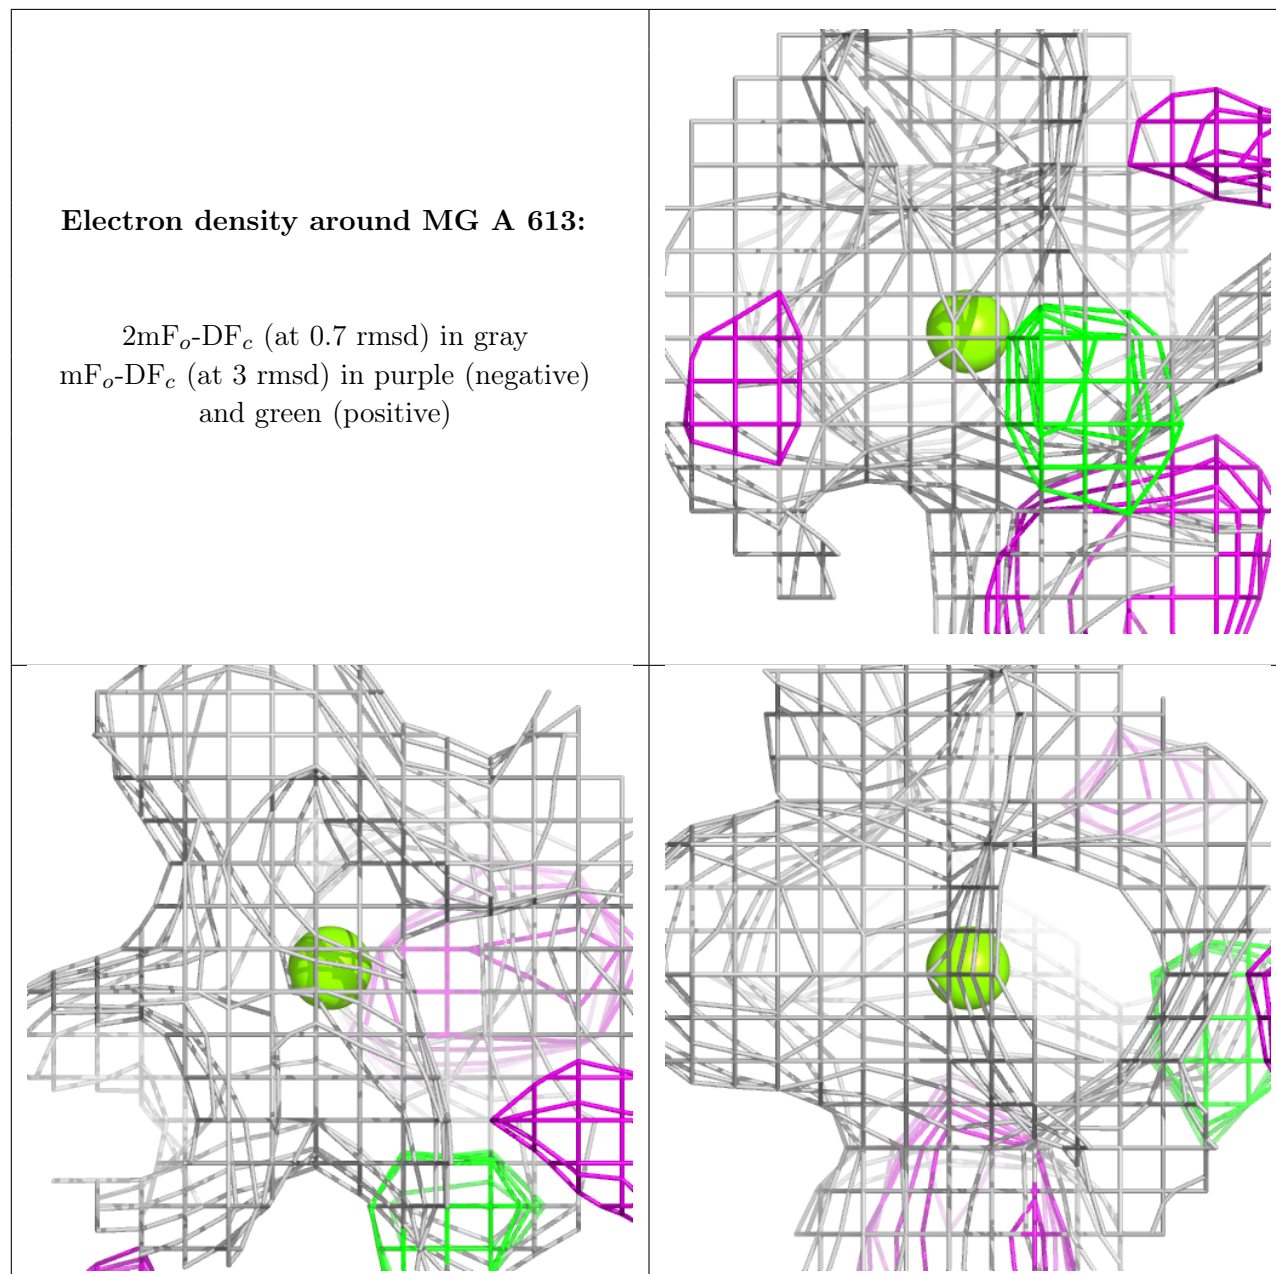 Electron density around MG A 613:
2mFo-DFc (at 0.7 rmsd) in gray
mFo-DFc (at 3 rmsd) in purple (negative)
and green (positive)